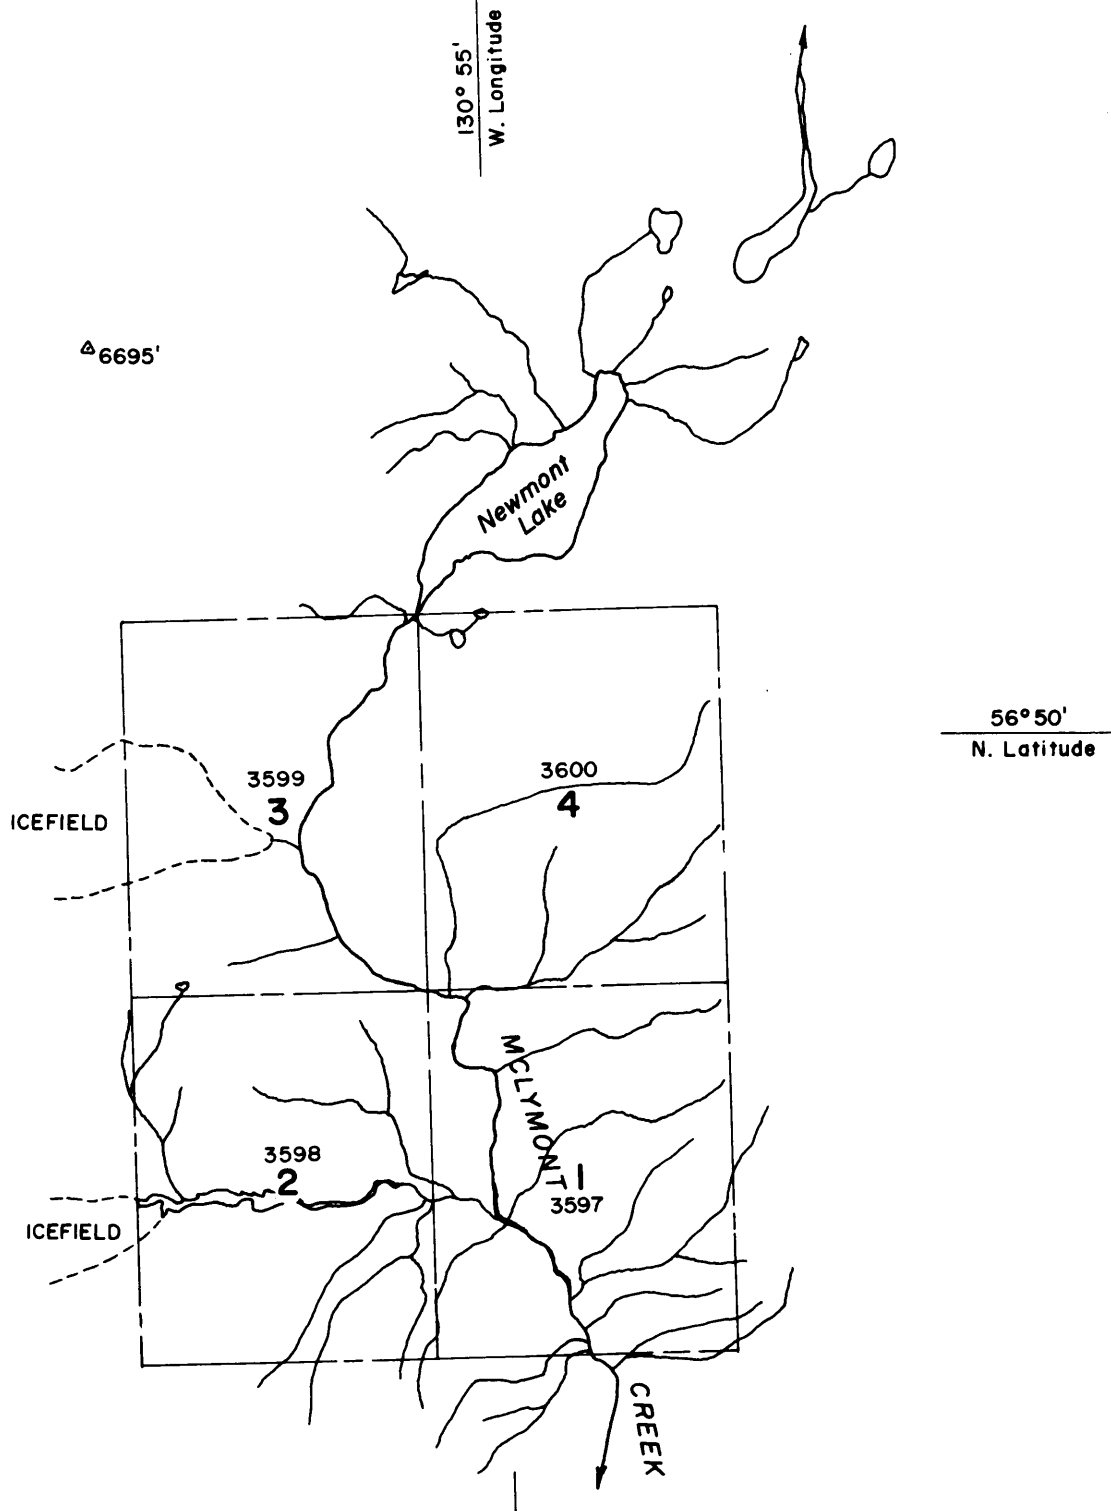 130° 55'
W. Longitude
6695'
Newmont
Lake
56° 50'
N. Latitude
3599
3
3600
4
ICEFIELD
MCLYMONT
3598
2
1
3597
ICEFIELD
CREEK